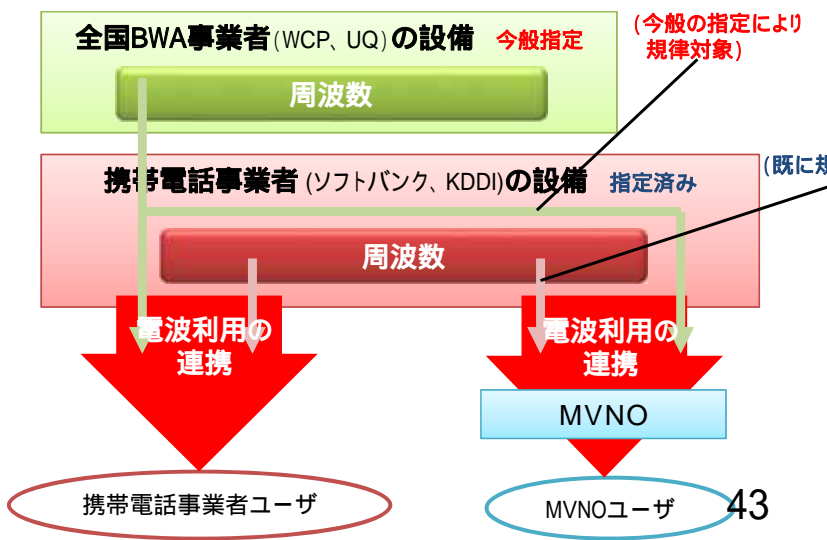 全国BWA事業者(WCP、UQ)の設備 今般指定
(今般の指定により
規律対象)
周波数
携帯電話事業者 (ソフトバンク、KDDI)の設備 指定済み
(既に規
周波数
電波利用の
連携
電波利用の
連携
MVNO
携帯電話事業者ユーザ
MVNOユーザ
43